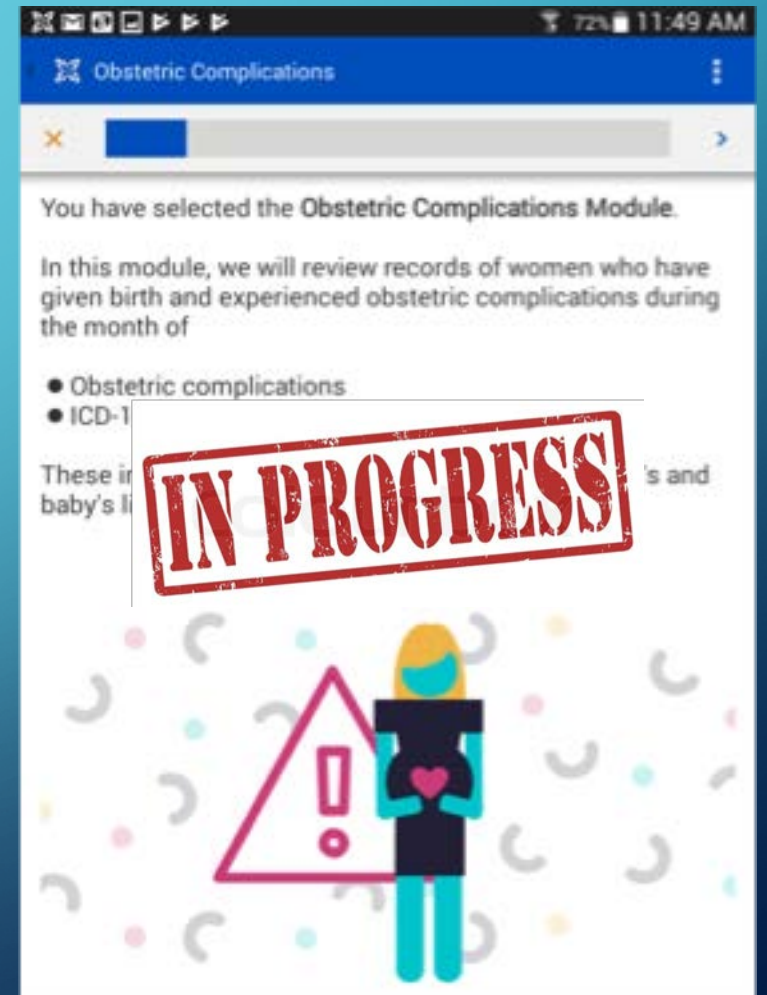 72% 11:49 AM
Obstetric Complications
You have selected the Obstetric Complications Module.
In this module, we will review records of women who have
given birth and experienced obstetric complications during
the month of
● Obstetric complications
● ICD-1
These 's and
baby's
IN PROGRESS